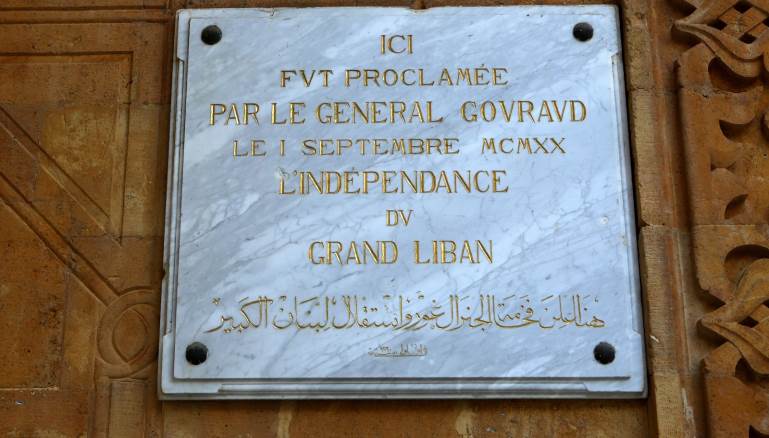 ICI
FVT PROCLAMÉE
PAR LE GENERAL GOVRAVD
LE 1 SEPTEMBRE MCMXX
L'INDÉPENDANCE
DV
GRAND LIBAN
هنا اعلن فخامة الجنرال غورو استقلال لبنان الكبير